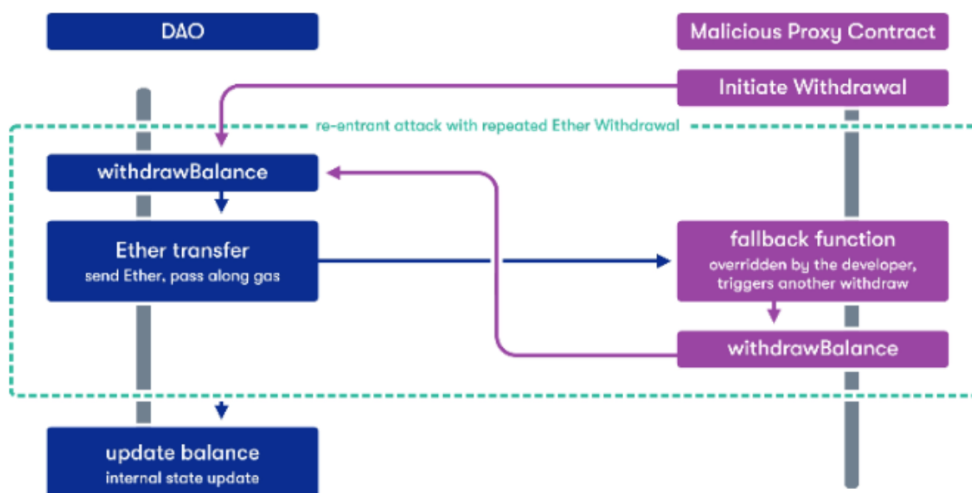 DAO
Malicious Proxy Contract
Initiate Withdrawal
re-entrant attack with repeated Ether Withdrawal
withdrawBalance
Ether transfer
send Ether, pass along gas
fallback function
overridden by the developer,
triggers another withdraw
withdrawBalance
update balance
internal state update